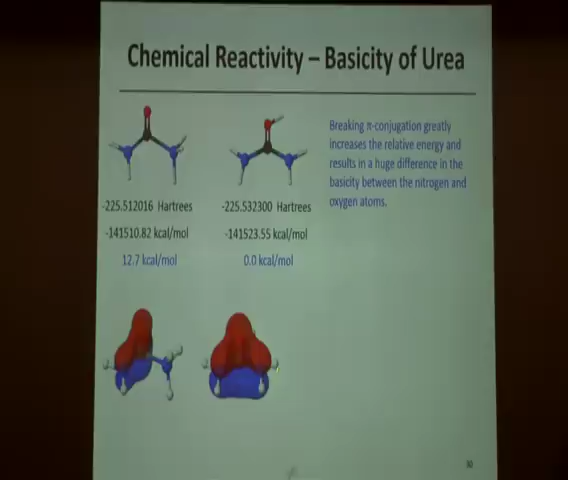 Chemical Reactivity – Basicity of Urea
Breaking π-conjugation greatly
increases the relative energy and
results in a huge difference in the
basicity between the nitrogen and
oxygen atoms.
-225.512016 Hartrees
-225.532300 Hartrees
-141510.82 kcal/mol
-141523.55 kcal/mol
12.7 kcal/mol
0.0 kcal/mol
30